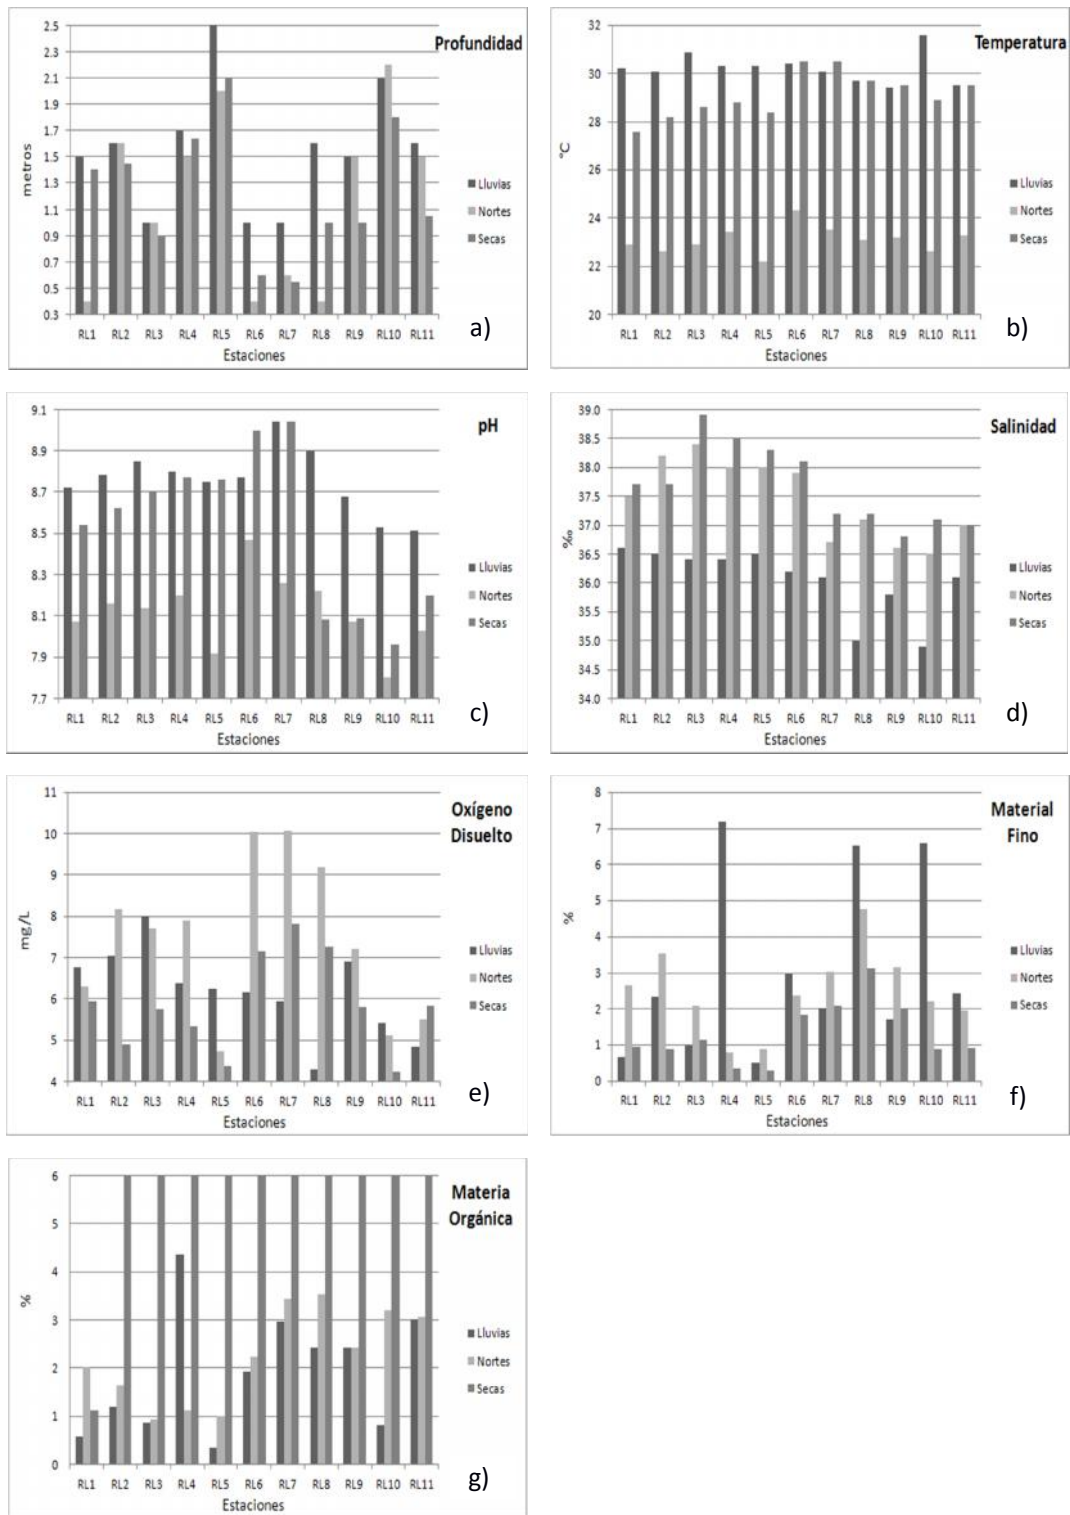 Profundidad
metros
2.5
2.3
2.1
1.9
1.7
1.5
1.3
1.1
0.9
0.7
0.5
0.3
RL1 RL2 RL3 RL4 RL5 RL6 RL7 RL8 RL9 RL10 RL11
Estaciones
Lluvias
Nortes
Secas
a)
Temperatura
°C
32
30
28
26
24
22
20
RL1 RL2 RL3 RL4 RL5 RL6 RL7 RL8 RL9 RL10 RL11
Estaciones
Lluvias
Nortes
Secas
b)
pH
9.1
8.9
8.7
8.5
8.3
8.1
7.9
7.7
RL1 RL2 RL3 RL4 RL5 RL6 RL7 RL8 RL9 RL10 RL11
Estaciones
Lluvias
Nortes
Secas
c)
Salinidad
‰
39.0
38.5
38.0
37.5
37.0
36.5
36.0
35.5
35.0
34.5
34.0
RL1 RL2 RL3 RL4 RL5 RL6 RL7 RL8 RL9 RL10 RL11
Estaciones
Lluvias
Nortes
Secas
d)
Oxígeno
Disuelto
mg/L
11
10
9
8
7
6
5
4
RL1 RL2 RL3 RL4 RL5 RL6 RL7 RL8 RL9 RL10 RL11
Estaciones
Lluvias
Nortes
Secas
e)
Material
Fino
%
8
7
6
5
4
3
2
1
0
RL1 RL2 RL3 RL4 RL5 RL6 RL7 RL8 RL9 RL10 RL11
Estaciones
Lluvias
Nortes
Secas
f)
Materia
Orgánica
%
6
5
4
3
2
1
0
RL1 RL2 RL3 RL4 RL5 RL6 RL7 RL8 RL9 RL10 RL11
Estaciones
Lluvias
Nortes
Secas
g)